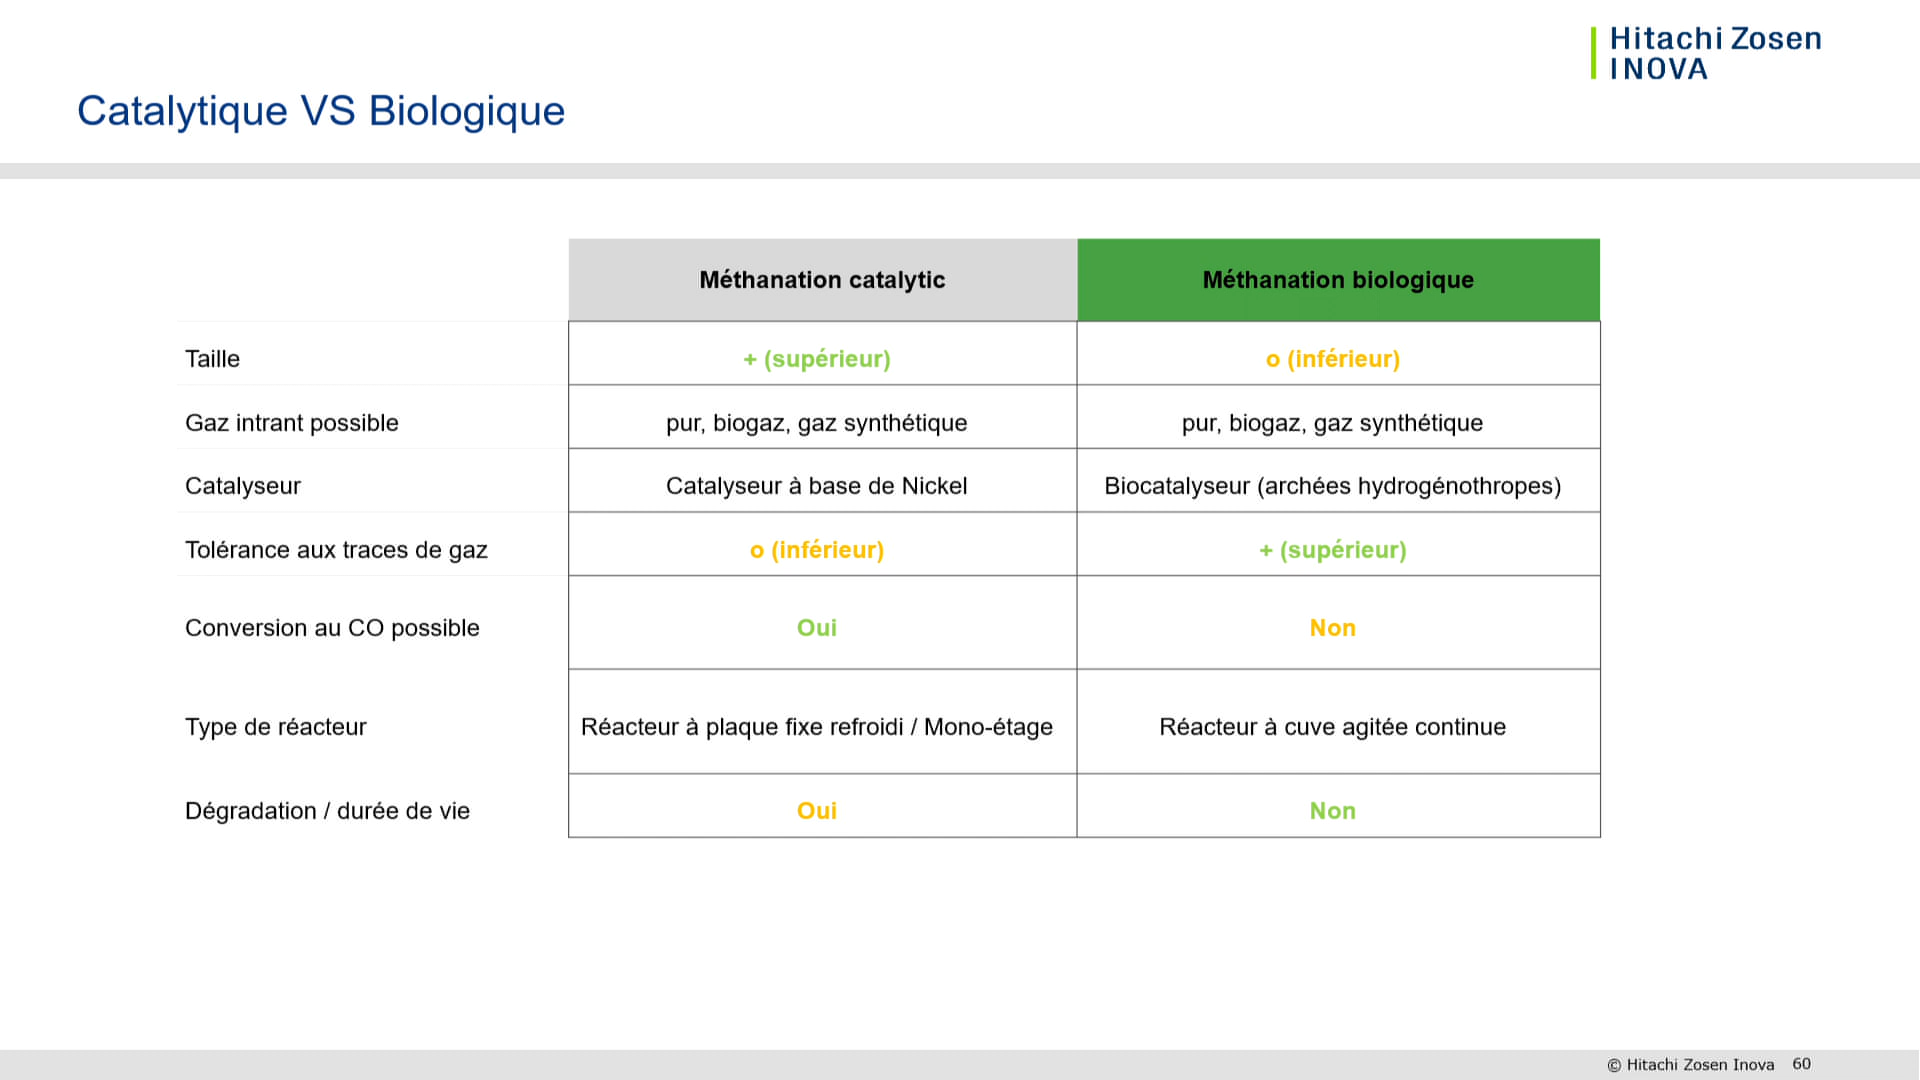 Hitachi Zosen
INOVA
Catalytique VS Biologique
Méthanation catalytic
Méthanation biologique
Taille
+ (supérieur)
o (inférieur)
Gaz intrant possible
pur, biogaz, gaz synthétique
pur, biogaz, gaz synthétique
Catalyseur
Catalyseur à base de Nickel
Biocatalyseur (archées hydrogénothropes)
Tolérance aux traces de gaz
o (inférieur)
+ (supérieur)
Conversion au CO possible
Oui
Non
Type de réacteur
Réacteur à plaque fixe refroidi / Mono-étage
Réacteur à cuve agitée continue
Dégradation / durée de vie
Oui
Non
© Hitachi Zosen Inova 60